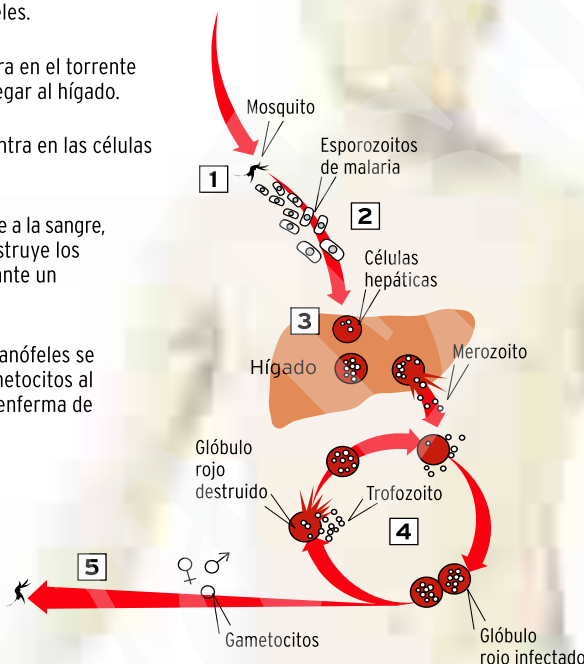 eles.
ra en el torrente
egar al hígado.
ntra en las células
e a la sangre,
struye los
ante un
anófeles se
netocitos al
enferma de
Mosquito
1
Esporozoitos
de malaria
2
Células
hepáticas
3
Hígado
Merozoito
Glóbulo
rojo
destruido
Trofozoito
4
5
Gametocitos
Glóbulo
rojo infectado